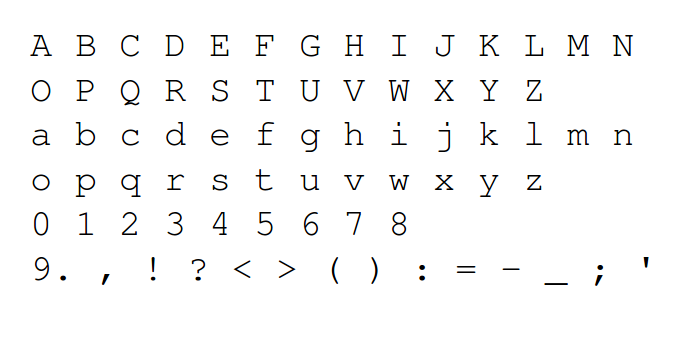 A B C D E F G H I J K L M N
O P Q R S T U V W X Y Z
a b c d e f g h i j k l m n
o p q r s t u v w x y z
0 1 2 3 4 5 6 7 8
9. , ! ? < > ( ) : = - _ ; '